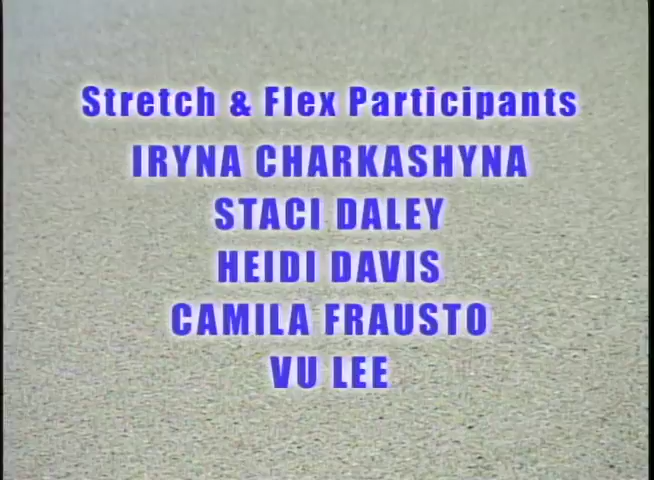 Stretch & Flex Participants
IRYNA CHARKASHYNA
STACI DALEY
HEIDI DAVIS
CAMILA FRAUSTO
VU LEE